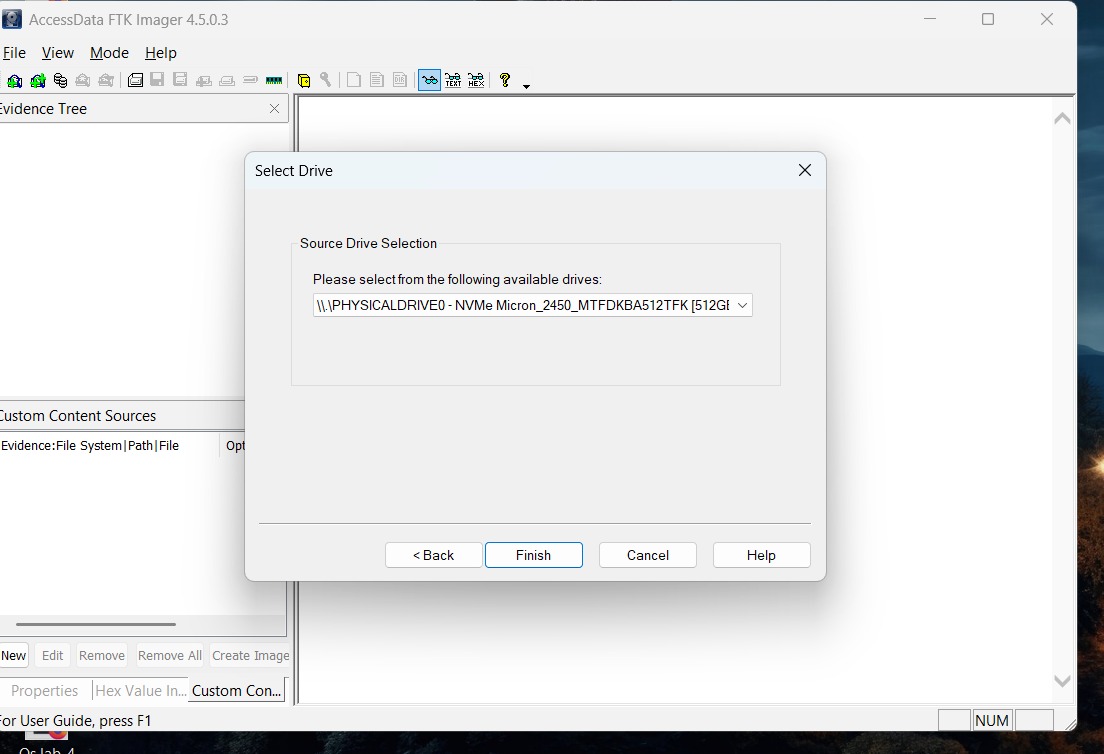 AccessData FTK Imager 4.5.0.3
File View Mode Help
TEXT HEX
Evidence Tree
Select Drive
Source Drive Selection
Please select from the following available drives:
\\.\PHYSICALDRIVE0 - NVMe Micron_2450_MTFDKBA512TFK [512GB
Custom Content Sources
Evidence:File System|Path|File Opt
< Back Finish Cancel Help
New Edit Remove Remove All Create Image
Properties Hex Value In... Custom Con...
For User Guide, press F1
NUM
Os lab 4